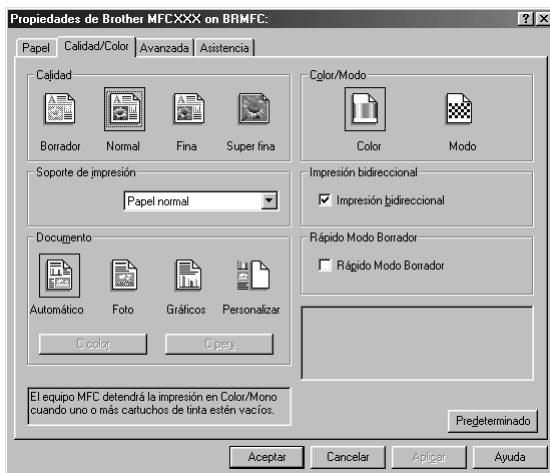 Propiedades de Brother MFCXXX on BRMFC:
Papel Calidad/Color Avanzada Asistencia
Calidad
Borrador Normal Fina Super fina
Color/Modo
Color Modo
Soporte de impresión
Papel normal
Impresión bidireccional
Impresión bidireccional
Documento
Automático Foto Gráficos Personalizar
C color C pers
Rápido Modo Borrador
Rápido Modo Borrador
El equipo MFC detendrá la impresión en Color/Mono
cuando uno o más cartuchos de tinta estén vacíos.
Predeterminado
Aceptar Cancelar Aplicar Ayuda